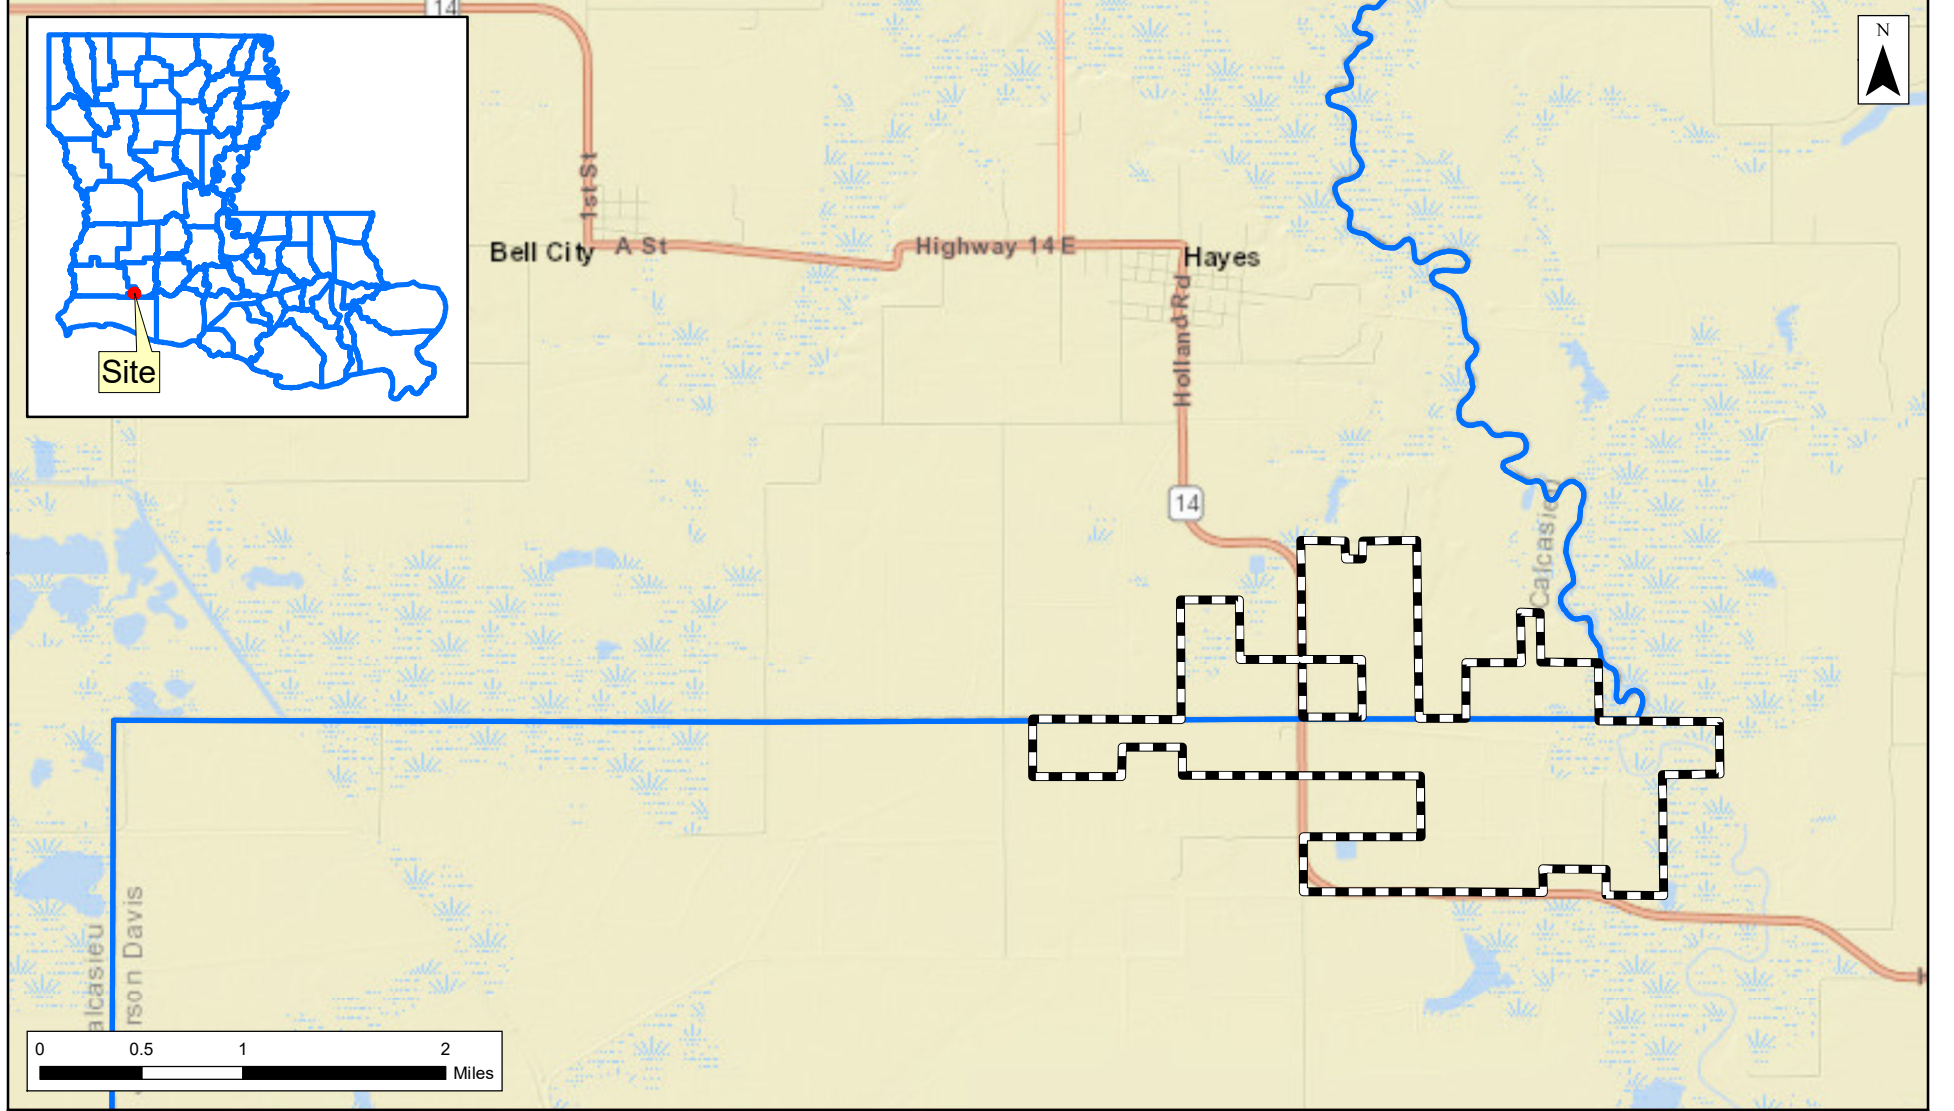 14
N
1st St
Bell City
A St
Highway 14 E
Hayes
Holland Rd
Site
14
Calcasieu
alcasieu
rson Davis
0 0.5 1 2
Miles